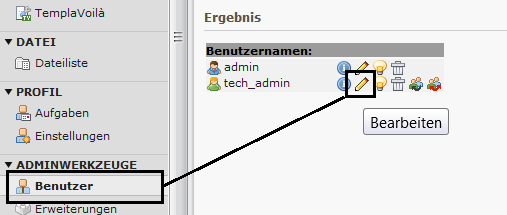 TemplaVoilà
DATEI
Dateiliste
PROFIL
Aufgaben
Einstellungen
ADMINWERKZEUGE
Benutzer
Erweiterungen
Ergebnis
Benutzernamen:
admin
tech_admin
Bearbeiten